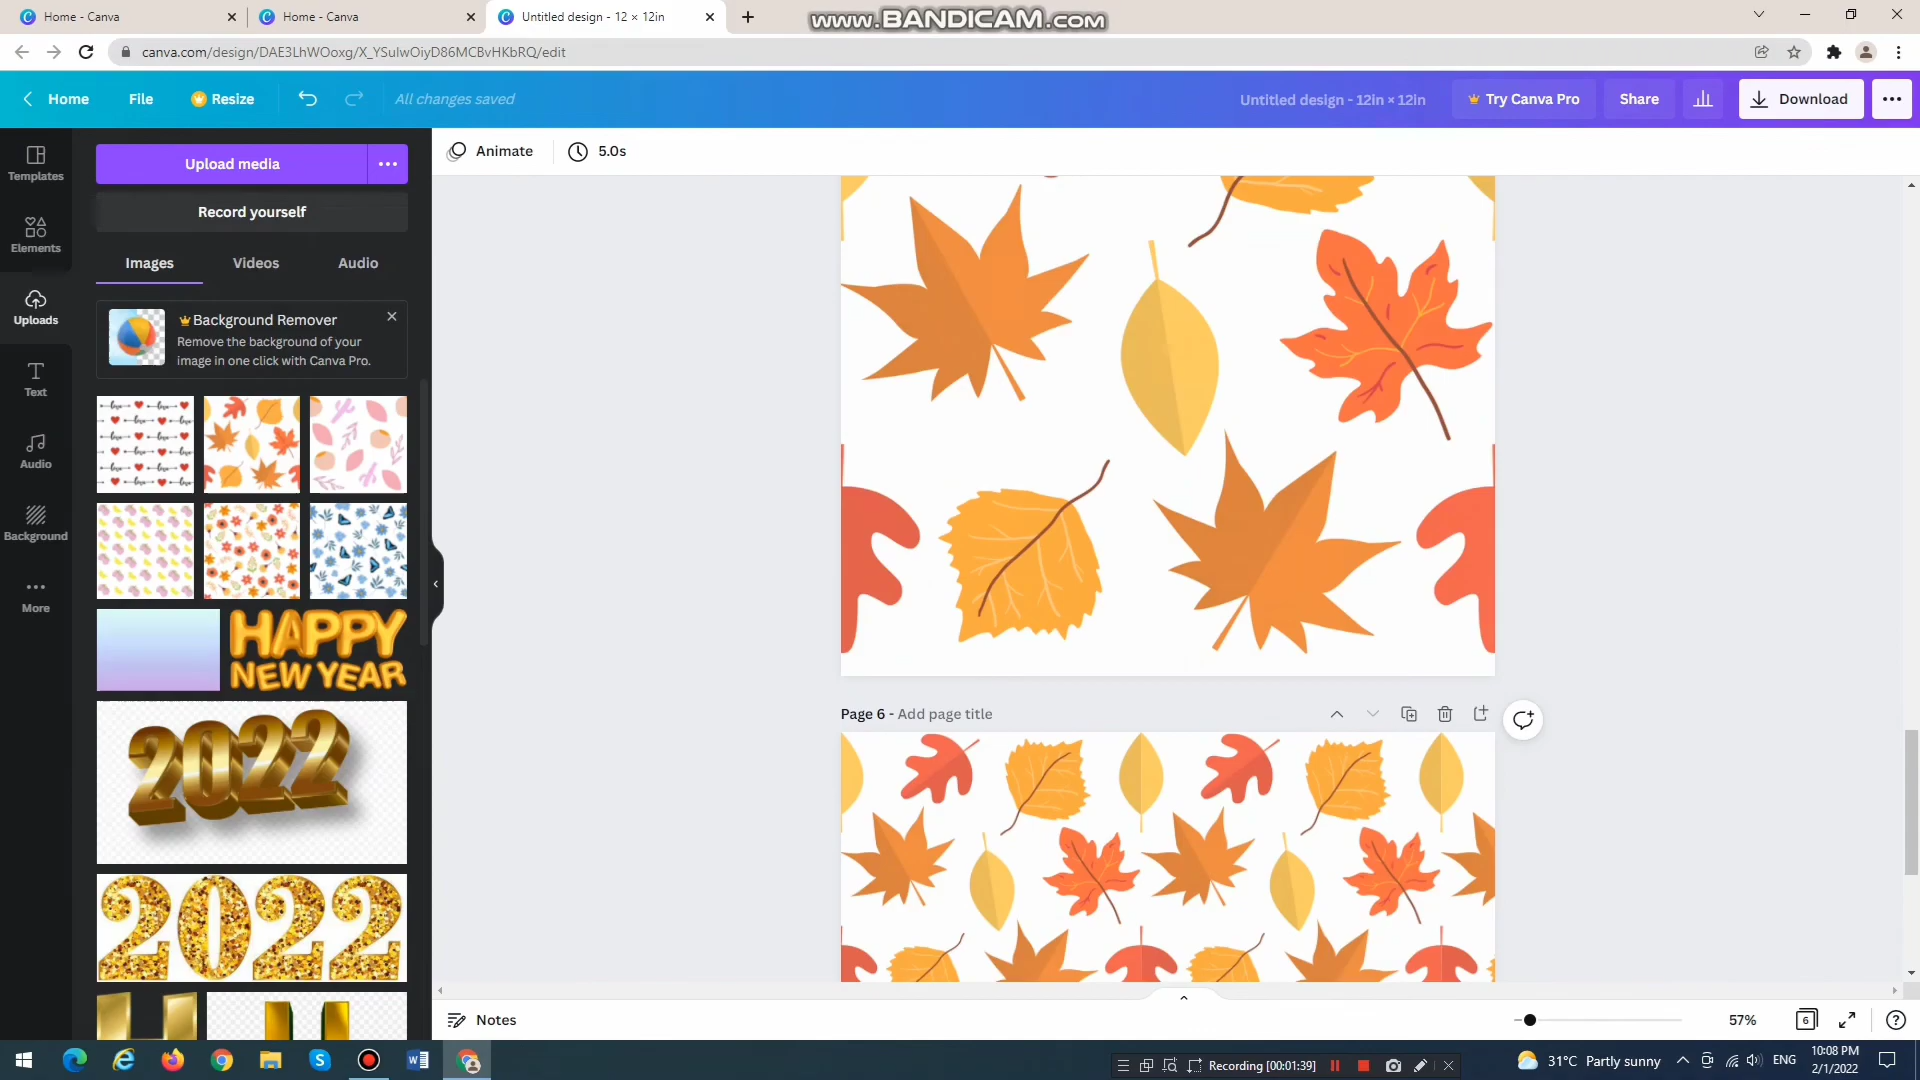 Home - Canva
Home - Canva
Untitled design - 12 × 12in
www.BANDICAM.com
canva.com/design/DAE3LhWOoxg/X_YSulwOiyD86MCBvHKbRQ/edit
Home
File
Resize
All changes saved
Untitled design - 12in × 12in
Try Canva Pro
Share
Download
Templates
Elements
Uploads
Text
Audio
Background
More
Upload media
Record yourself
Images
Videos
Audio
Background Remover
Remove the background of your
image in one click with Canva Pro.
HAPPY
NEW YEAR
2022
2022
Animate
5.0s
Page 6 - Add page title
Notes
57%
6
Recording [00:01:39]
31°C Partly sunny
ENG
10:08 PM
2/1/2022